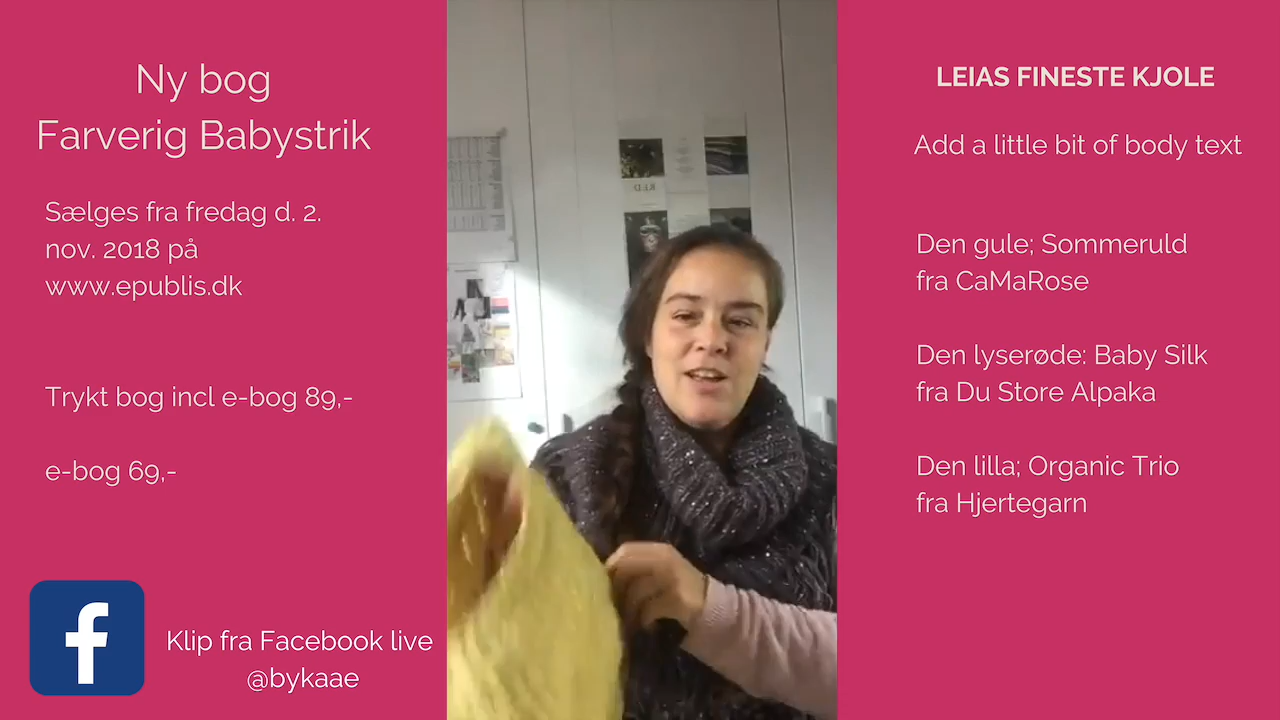 Ny bog
Farverig Babystrik
Sælges fra fredag d. 2.
nov. 2018 på
www.epublis.dk
Trykt bog incl e-bog 89,-
e-bog 69,-
Klip fra Facebook live
@bykaae
LEIAS FINESTE KJOLE
Add a little bit of body text
Den gule; Sommeruld
fra CaMaRose
Den lyserøde: Baby Silk
fra Du Store Alpaka
Den lilla; Organic Trio
fra Hjertegarn